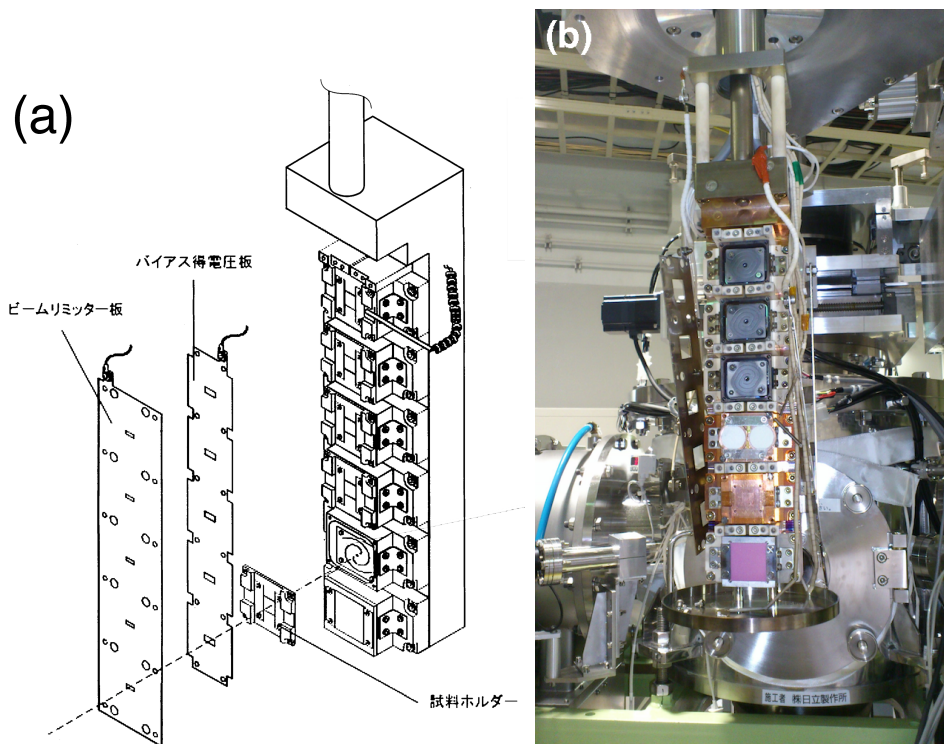 (a)
(b)
バイアス得電圧板
ビームリミッター板
試料ホルダー
施工者 株日立製作所